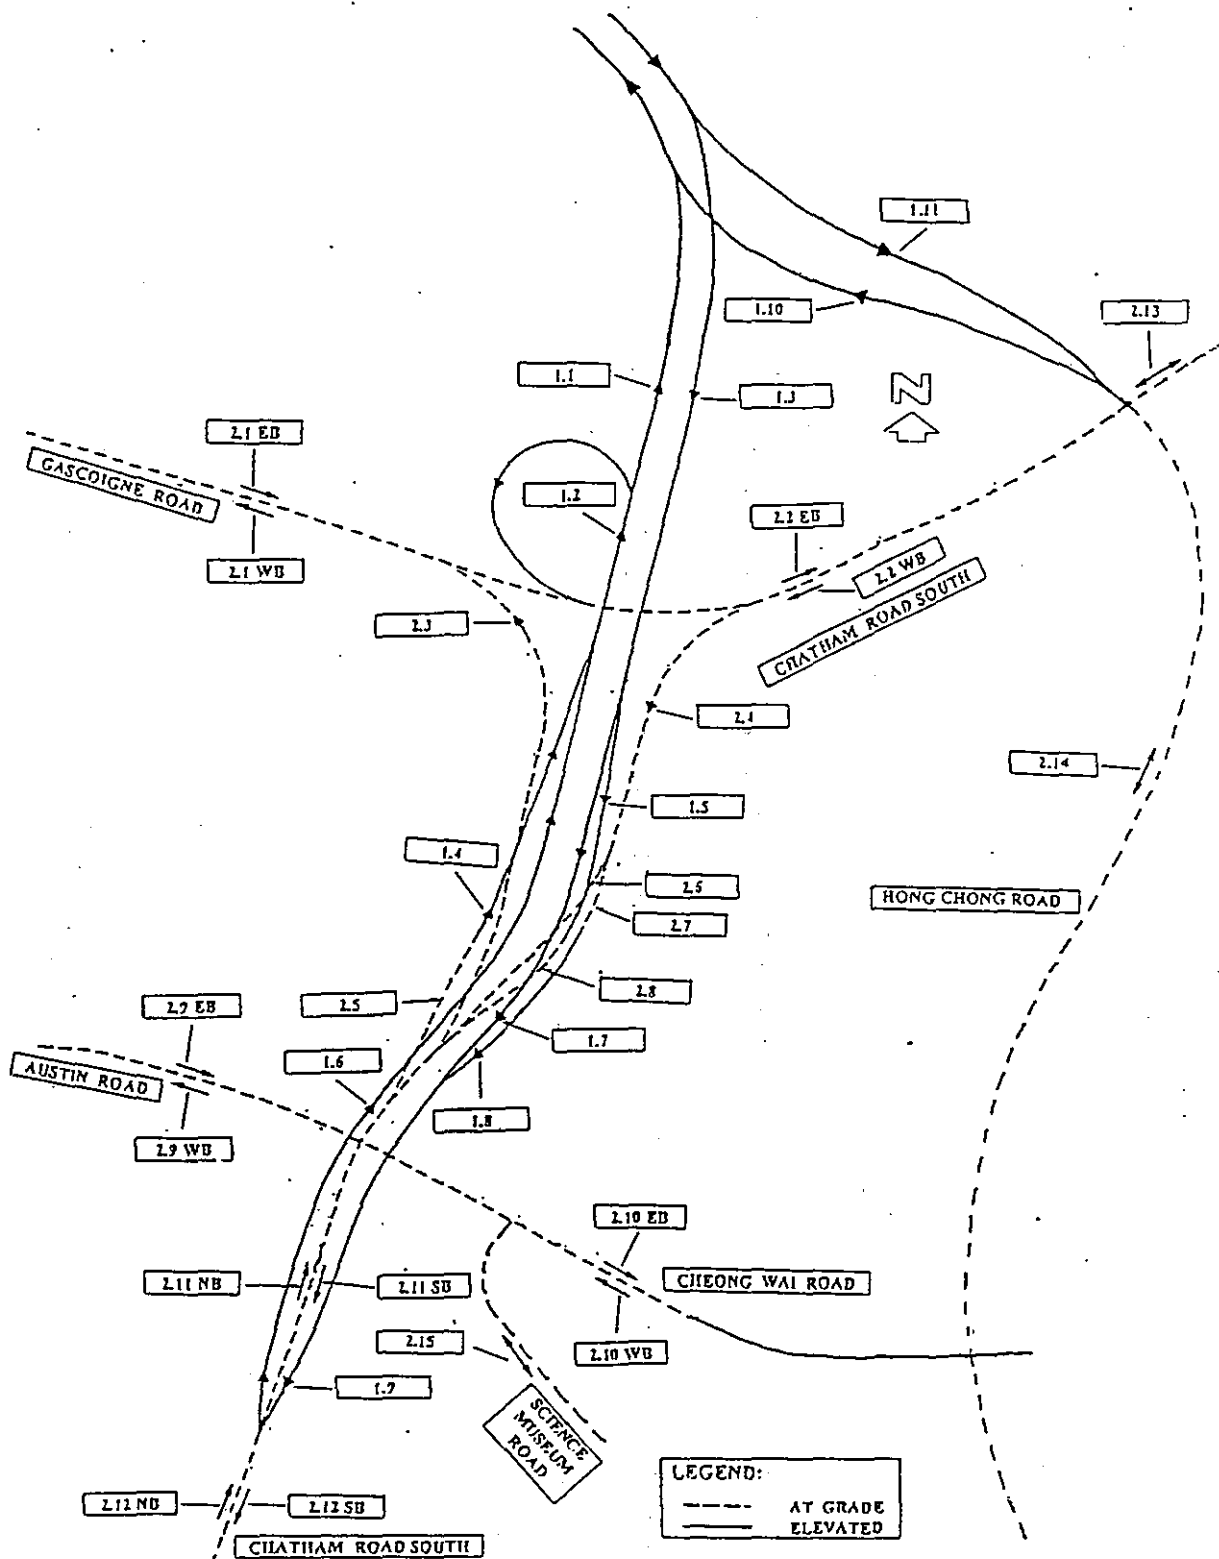 1.11
1.10
2.13
1.1
1.3
N
2.1 EB
GASCOIGNE ROAD
1.2
2.2 EB
2.1 WB
2.2 WB
CHATHAM ROAD SOUTH
2.3
2.4
2.14
1.5
1.4
2.6
HONG CHONG ROAD
2.7
2.8
2.5
2.9 EB
1.7
1.6
AUSTIN ROAD
1.8
2.9 WB
2.10 EB
2.11 NB
2.11 SB
CHEONG WAI ROAD
2.15
2.10 WB
1.9
SCIENCE
MUSEUM
ROAD
LEGEND:
AT GRADE
ELEVATED
2.12 NB
2.12 SB
CHATHAM ROAD SOUTH